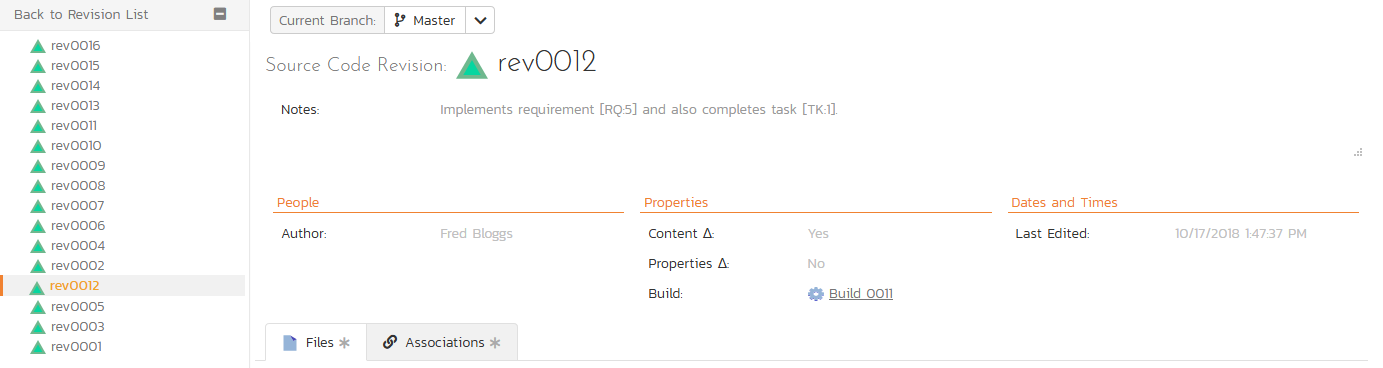 Back to Revision List
rev0016
rev0015
rev0014
rev0013
rev0011
rev0010
rev0009
rev0008
rev0007
rev0006
rev0004
rev0002
rev0012
rev0005
rev0003
rev0001
Current Branch: Master
Source Code Revision: rev0012
Notes: Implements requirement [RQ:5] and also completes task [TK:1].
People
Author: Fred Bloggs
Properties
Content Δ: Yes
Properties Δ: No
Build: Build 0011
Dates and Times
Last Edited: 10/17/2018 1:47:37 PM
Files * Associations *